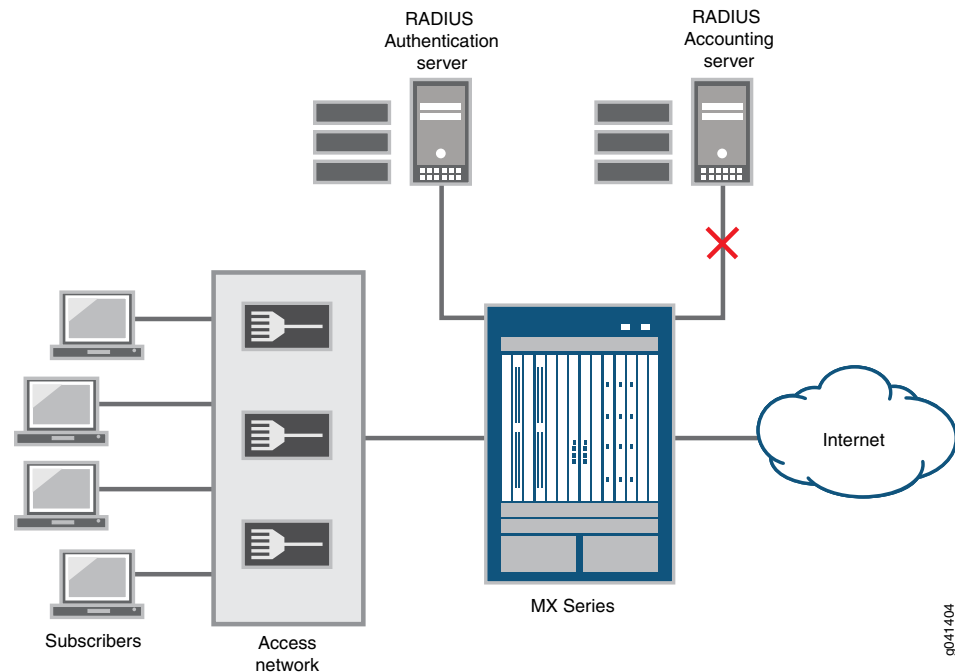 RADIUS
Authentication
server
RADIUS
Accounting
server
Internet
MX Series
Subscribers
Access
network
g041404